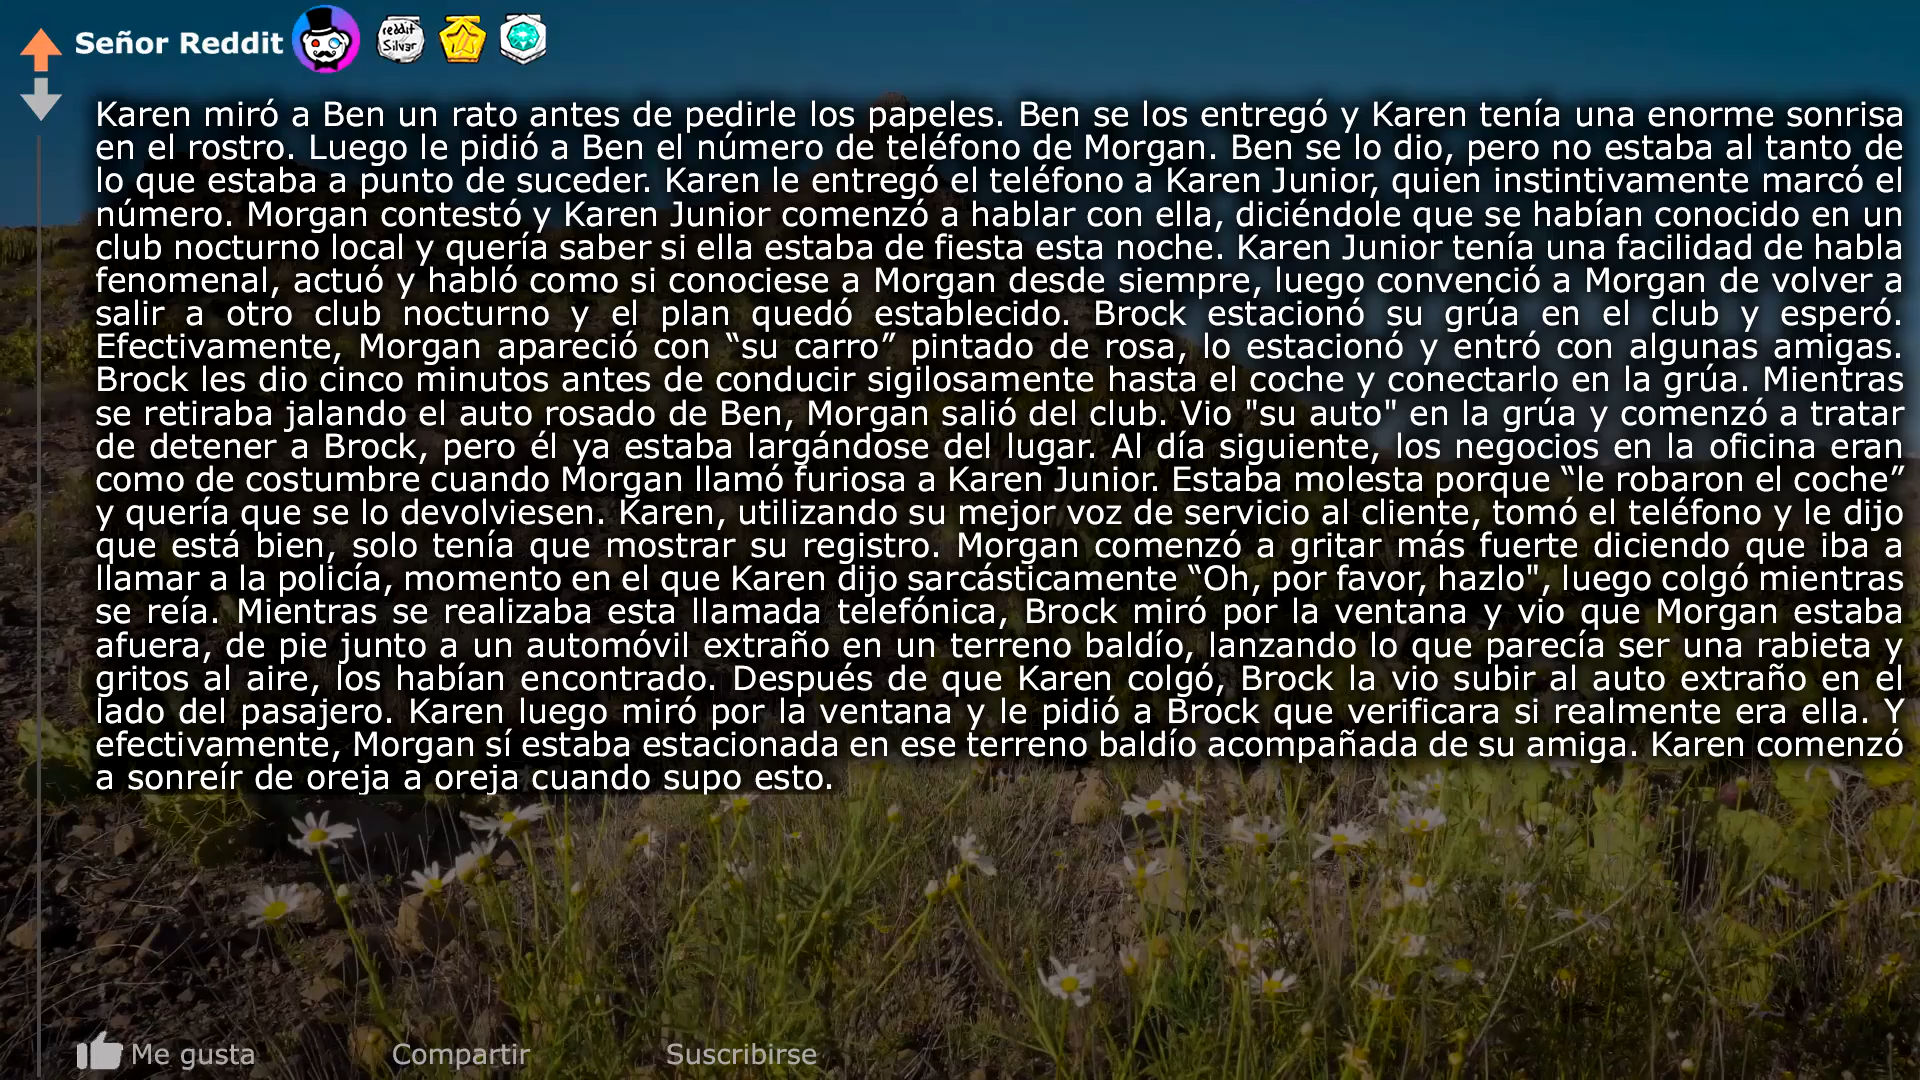 Señor Reddit
reddit
Silver
Karen miró a Ben un rato antes de pedirle los papeles. Ben se los entregó y Karen tenía una enorme sonrisa
en el rostro. Luego le pidió a Ben el número de teléfono de Morgan. Ben se lo dio, pero no estaba al tanto de
lo que estaba a punto de suceder. Karen le entregó el teléfono a Karen Junior, quien instintivamente marcó el
número. Morgan contestó y Karen Junior comenzó a hablar con ella, diciéndole que se habían conocido en un
club nocturno local y quería saber si ella estaba de fiesta esta noche. Karen Junior tenía una facilidad de habla
fenomenal, actuó y habló como si conociese a Morgan desde siempre, luego convenció a Morgan de volver a
salir a otro club nocturno y el plan quedó establecido. Brock estacionó su grúa en el club y esperó.
Efectivamente, Morgan apareció con “su carro” pintado de rosa, lo estacionó y entró con algunas amigas.
Brock les dio cinco minutos antes de conducir sigilosamente hasta el coche y conectarlo en la grúa. Mientras
se retiraba jalando el auto rosado de Ben, Morgan salió del club. Vio "su auto" en la grúa y comenzó a tratar
de detener a Brock, pero él ya estaba largándose del lugar. Al día siguiente, los negocios en la oficina eran
como de costumbre cuando Morgan llamó furiosa a Karen Junior. Estaba molesta porque “le robaron el coche”
y quería que se lo devolviesen. Karen, utilizando su mejor voz de servicio al cliente, tomó el teléfono y le dijo
que está bien, solo tenía que mostrar su registro. Morgan comenzó a gritar más fuerte diciendo que iba a
llamar a la policía, momento en el que Karen dijo sarcásticamente “Oh, por favor, hazlo", luego colgó mientras
se reía. Mientras se realizaba esta llamada telefónica, Brock miró por la ventana y vio que Morgan estaba
afuera, de pie junto a un automóvil extraño en un terreno baldío, lanzando lo que parecía ser una rabieta y
gritos al aire, los habían encontrado. Después de que Karen colgó, Brock la vio subir al auto extraño en el
lado del pasajero. Karen luego miró por la ventana y le pidió a Brock que verificara si realmente era ella. Y
efectivamente, Morgan sí estaba estacionada en ese terreno baldío acompañada de su amiga. Karen comenzó
a sonreír de oreja a oreja cuando supo esto.
Me gusta Compartir Suscribirse